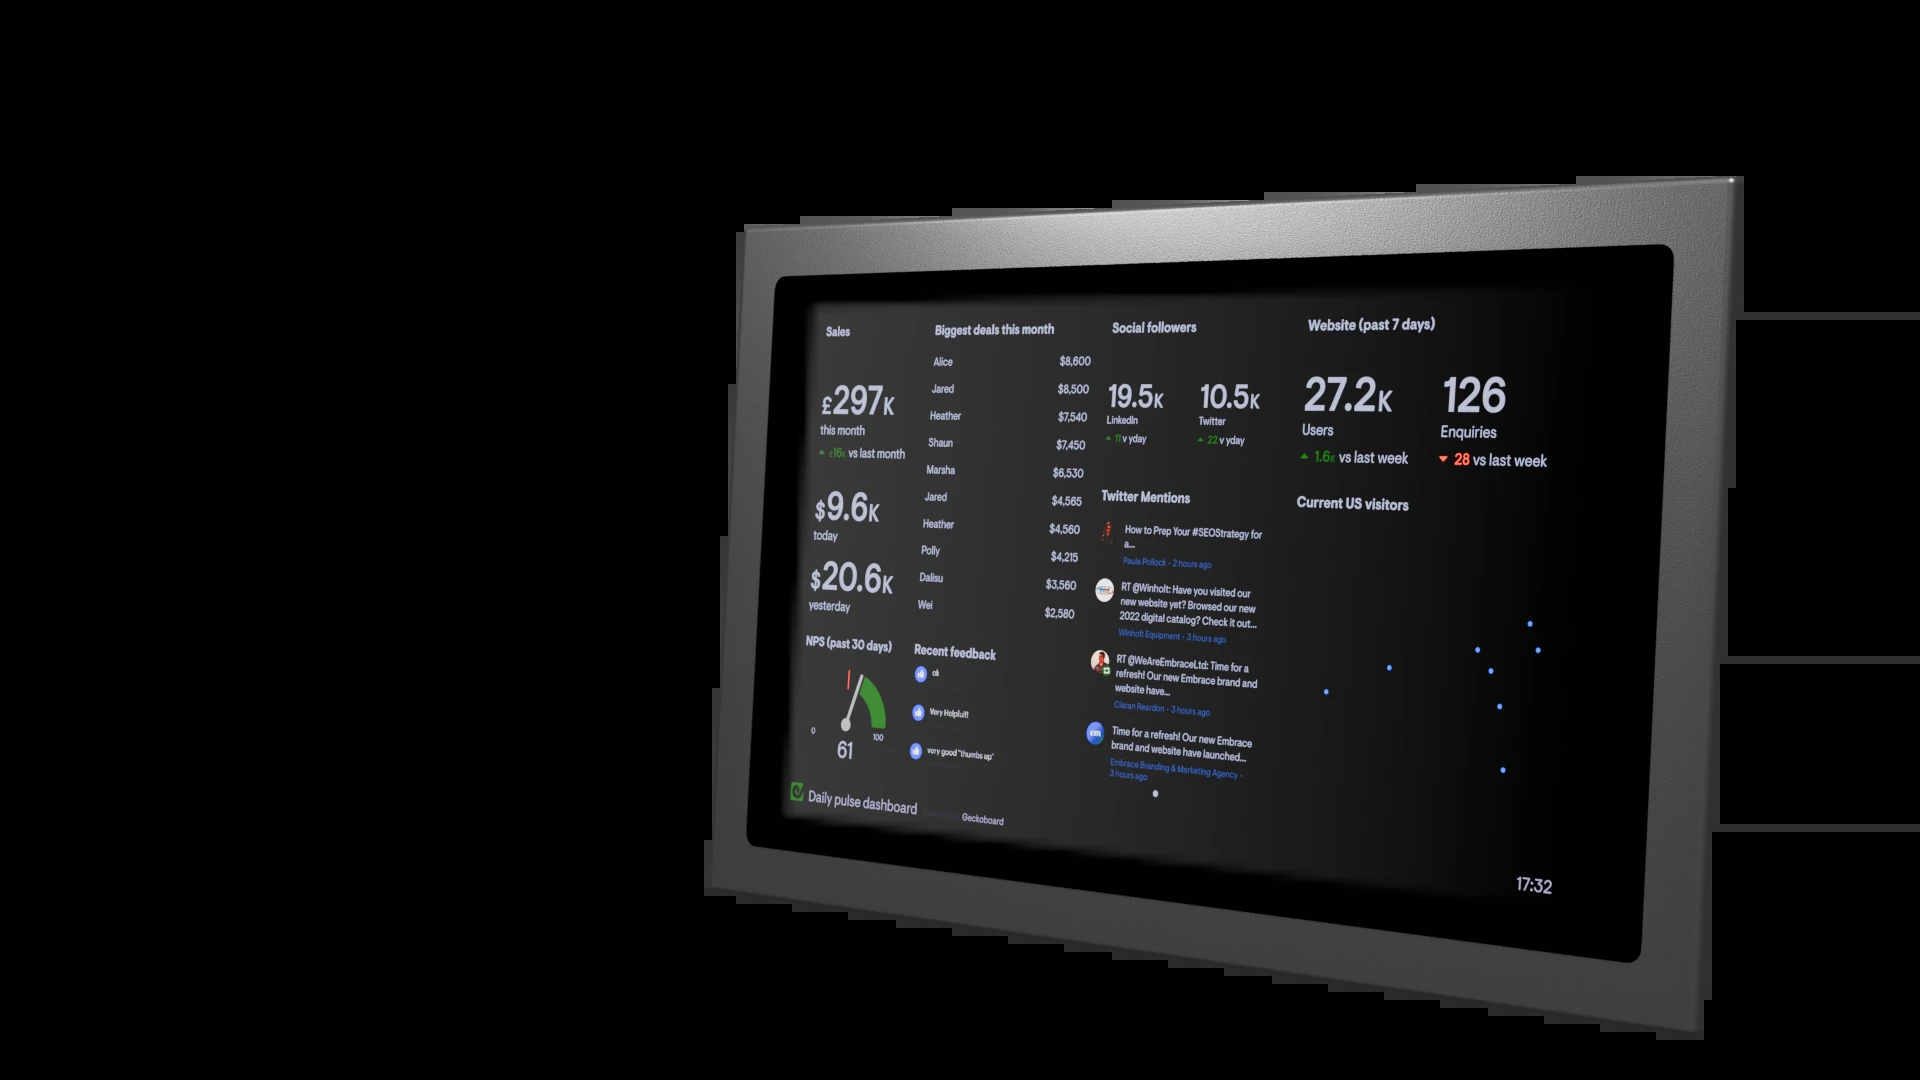 Sales
£297K
this month
£16K vs last month
$9.6K
today
$20.6K
yesterday
Biggest deals this month
Alice $8,600
Jared $8,500
Heather $7,540
Shaun $7,450
Marsha $6,530
Jared $4,565
Heather $4,560
Polly $4,215
Dalisu $3,560
Wei $2,580
NPS (past 30 days)
0 100
61
Recent feedback
ok
Very Helpful!!
very good "thumbs up"
Social followers
19.5K
LinkedIn
11 v yday
10.5K
Twitter
22 v yday
Twitter Mentions
How to Prep Your #SEOStrategy for
a...
Paula Pollock - 2 hours ago
RT @Winholt: Have you visited our
new website yet? Browsed our new
2022 digital catalog? Check it out...
Winholt Equipment - 3 hours ago
RT @WeAreEmbraceLtd: Time for a
refresh! Our new Embrace brand and
website have...
Ciaran Reardon - 3 hours ago
em
Time for a refresh! Our new Embrace
brand and website have launched...
Embrace Branding & Marketing Agency -
3 hours ago
Website (past 7 days)
27.2K
Users
1.6K vs last week
126
Enquiries
28 vs last week
Current US visitors
Daily pulse dashboard
Geckoboard
17:32